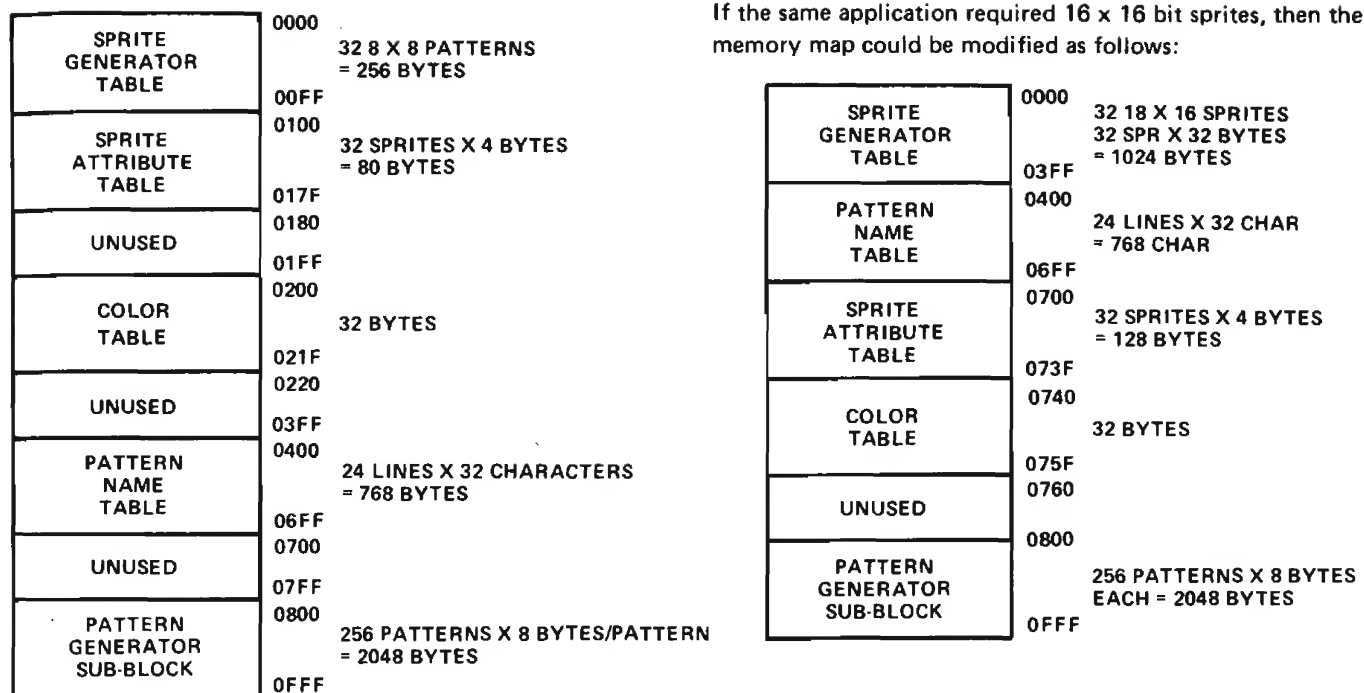 SPRITE
GENERATOR
TABLE
0000
00FF
32 8 X 8 PATTERNS
= 256 BYTES
SPRITE
ATTRIBUTE
TABLE
0100
017F
32 SPRITES X 4 BYTES
= 80 BYTES
UNUSED
0180
01FF
COLOR
TABLE
0200
021F
32 BYTES
UNUSED
0220
03FF
PATTERN
NAME
TABLE
0400
06FF
24 LINES X 32 CHARACTERS
= 768 BYTES
UNUSED
0700
07FF
PATTERN
GENERATOR
SUB-BLOCK
0800
0FFF
256 PATTERNS X 8 BYTES/PATTERN
= 2048 BYTES
If the same application required 16 x 16 bit sprites, then the
memory map could be modified as follows:
SPRITE
GENERATOR
TABLE
0000
03FF
32 18 X 16 SPRITES
32 SPR X 32 BYTES
= 1024 BYTES
PATTERN
NAME
TABLE
0400
06FF
24 LINES X 32 CHAR
= 768 CHAR
SPRITE
ATTRIBUTE
TABLE
0700
073F
32 SPRITES X 4 BYTES
= 128 BYTES
COLOR
TABLE
0740
075F
32 BYTES
UNUSED
0760
PATTERN
GENERATOR
SUB-BLOCK
0800
0FFF
256 PATTERNS X 8 BYTES
EACH = 2048 BYTES